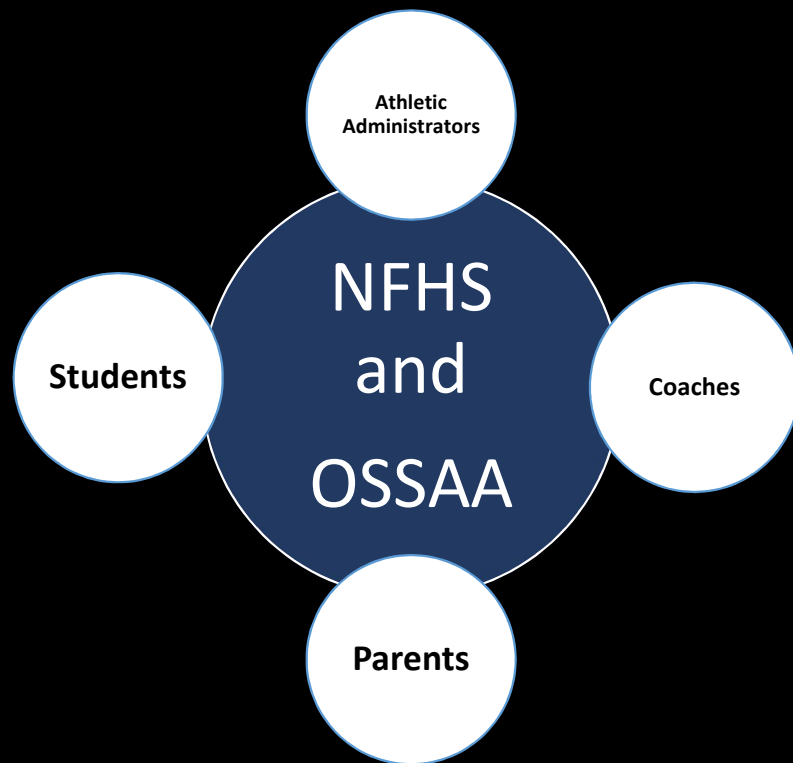 Athletic
Administrators
NFHS
and
OSSAA
Students
Coaches
Parents